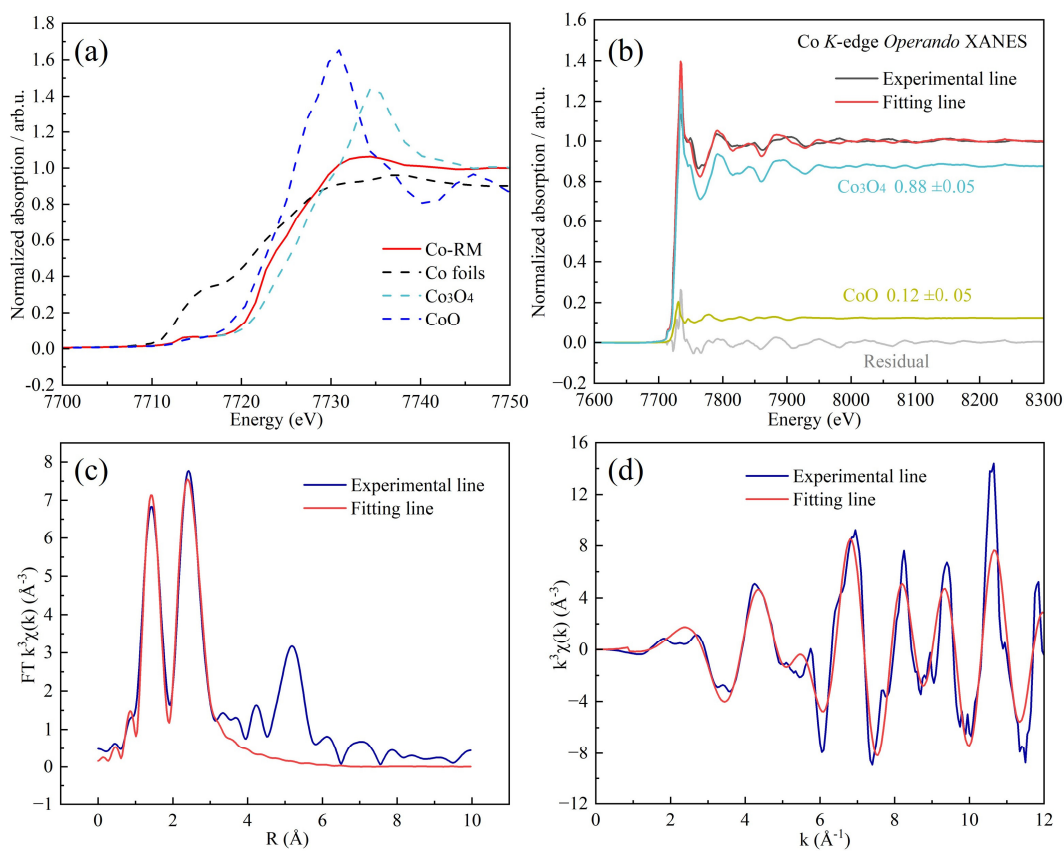 (a)
Normalized absorption / arb.u.
1.8
1.6
1.4
1.2
1.0
0.8
0.6
0.4
0.2
0.0
-0.2
Co-RM
Co foils
Co₃O₄
CoO
7700
7710
7720
7730
7740
7750
Energy (eV)
(b)
Co K-edge Operando XANES
Normalized absorption / arb.u.
1.6
1.4
1.2
1.0
0.8
0.6
0.4
0.2
0.0
−0.2
Experimental line
Fitting line
Co₃O₄ 0.88 ±0.05
CoO 0.12 ±0. 05
Residual
7600
7700
7800
7900
8000
8100
8200
8300
Energy (eV)
(c)
FT k³χ(k) (Å⁻³)
8
7
6
5
4
3
2
1
0
−1
Experimental line
Fitting line
0
2
4
6
8
10
R (Å)
(d)
k³χ(k) (Å⁻³)
16
12
8
4
0
−4
−8
−12
Experimental line
Fitting line
0
2
4
6
8
10
12
k (Å⁻¹)